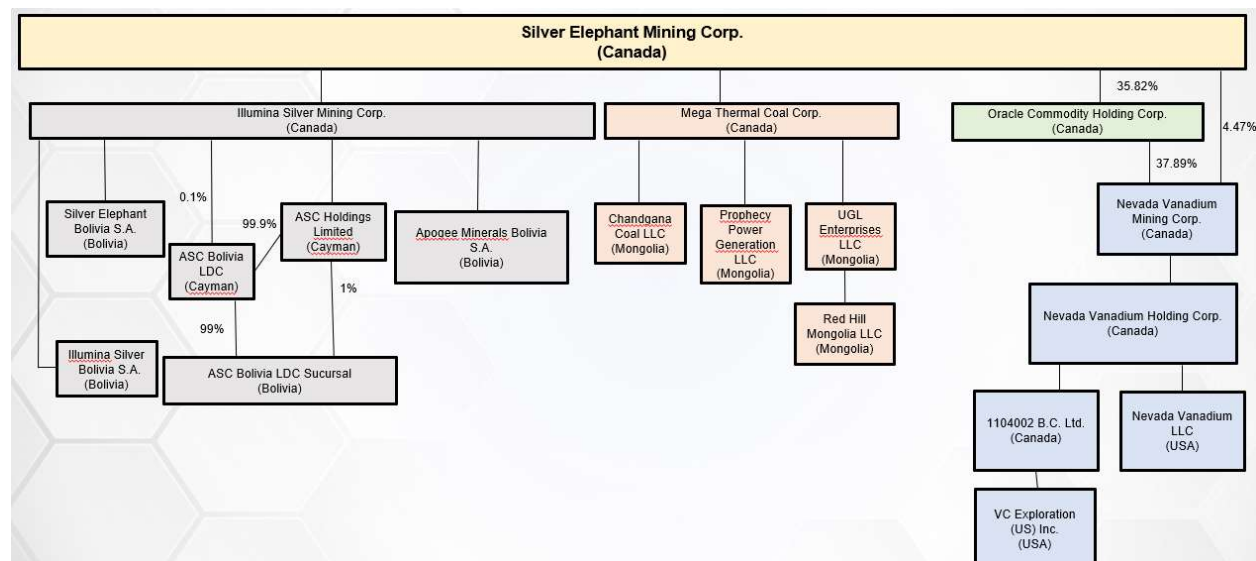 Silver Elephant Mining Corp.
(Canada)
35.82%
4.47%
Illumina Silver Mining Corp.
(Canada)
Mega Thermal Coal Corp.
(Canada)
Oracle Commodity Holding Corp.
(Canada)
37.89%
0.1%
99.9%
Silver Elephant
Bolivia S.A.
(Bolivia)
ASC Bolivia
LDC
(Cayman)
ASC Holdings
Limited
(Cayman)
Apogee Minerals Bolivia
S.A.
(Bolivia)
Chandgana
Coal LLC
(Mongolia)
Prophecy
Power
Generation
LLC
(Mongolia)
UGL
Enterprises
LLC
(Mongolia)
Nevada Vanadium
Mining Corp.
(Canada)
1%
99%
Red Hill
Mongolia LLC
(Mongolia)
Nevada Vanadium Holding Corp.
(Canada)
Illumina Silver
Bolivia S.A.
(Bolivia)
ASC Bolivia LDC Sucursal
(Bolivia)
1104002 B.C. Ltd.
(Canada)
Nevada Vanadium
LLC
(USA)
VC Exploration
(US) Inc.
(USA)